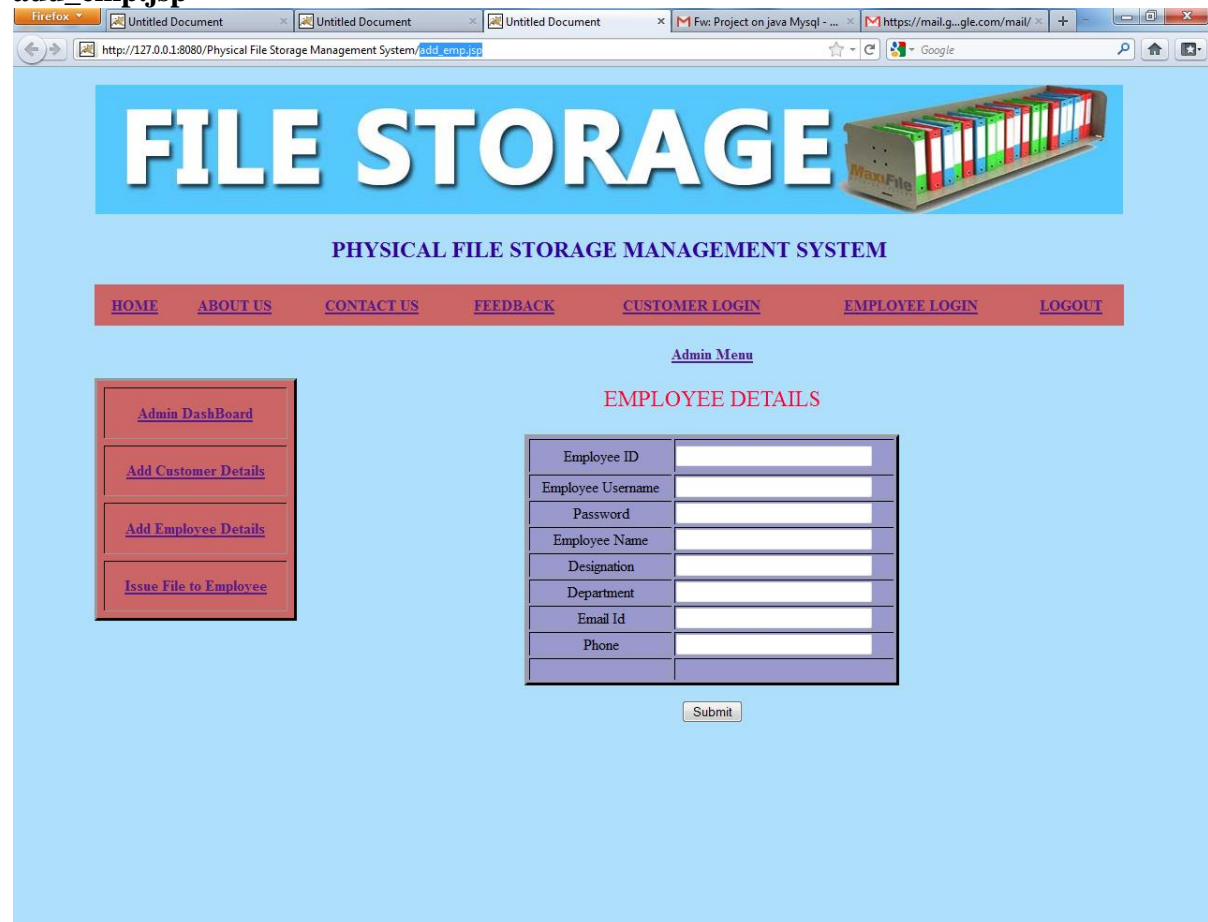 add_emp.jsp
Firefox
Untitled Document
Untitled Document
Untitled Document
Fw: Project on java Mysql - ...
https://mail.g...gle.com/mail/
http://127.0.0.1:8080/Physical File Storage Management System/add_emp.jsp
Google
FILE STORAGE
MaxiFile
PHYSICAL FILE STORAGE MANAGEMENT SYSTEM
HOME ABOUT US CONTACT US FEEDBACK CUSTOMER LOGIN EMPLOYEE LOGIN LOGOUT
Admin Menu
Admin DashBoard
Add Customer Details
Add Employee Details
Issue File to Employee
EMPLOYEE DETAILS
Employee ID
Employee Username
Password
Employee Name
Designation
Department
Email Id
Phone
Submit